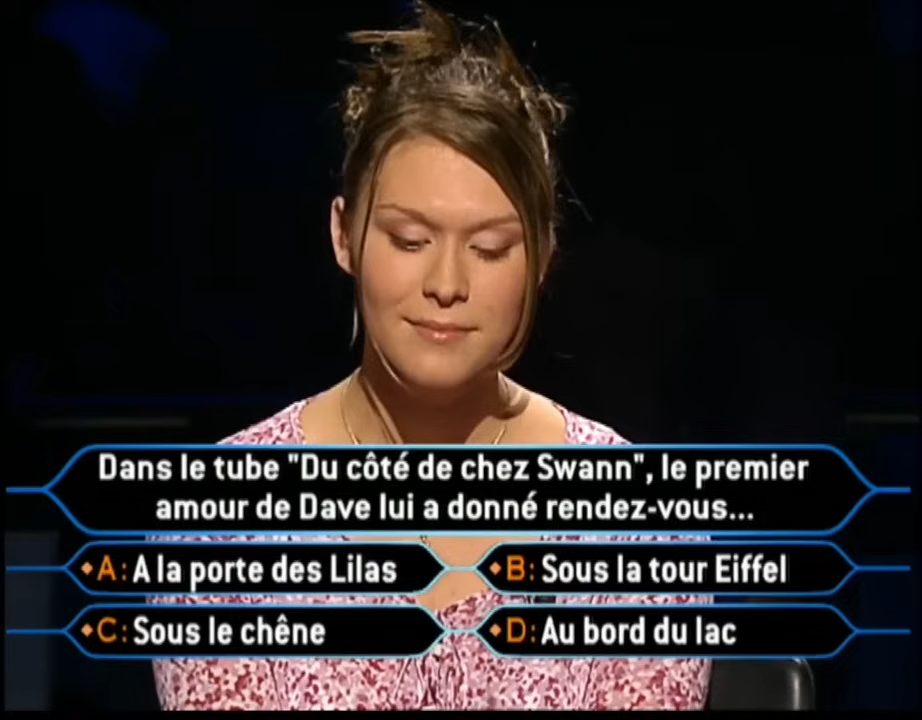 Dans le tube "Du côté de chez Swann", le premier
amour de Dave lui a donné rendez-vous...
A: A la porte des Lilas
B: Sous la tour Eiffel
C: Sous le chêne
D: Au bord du lac